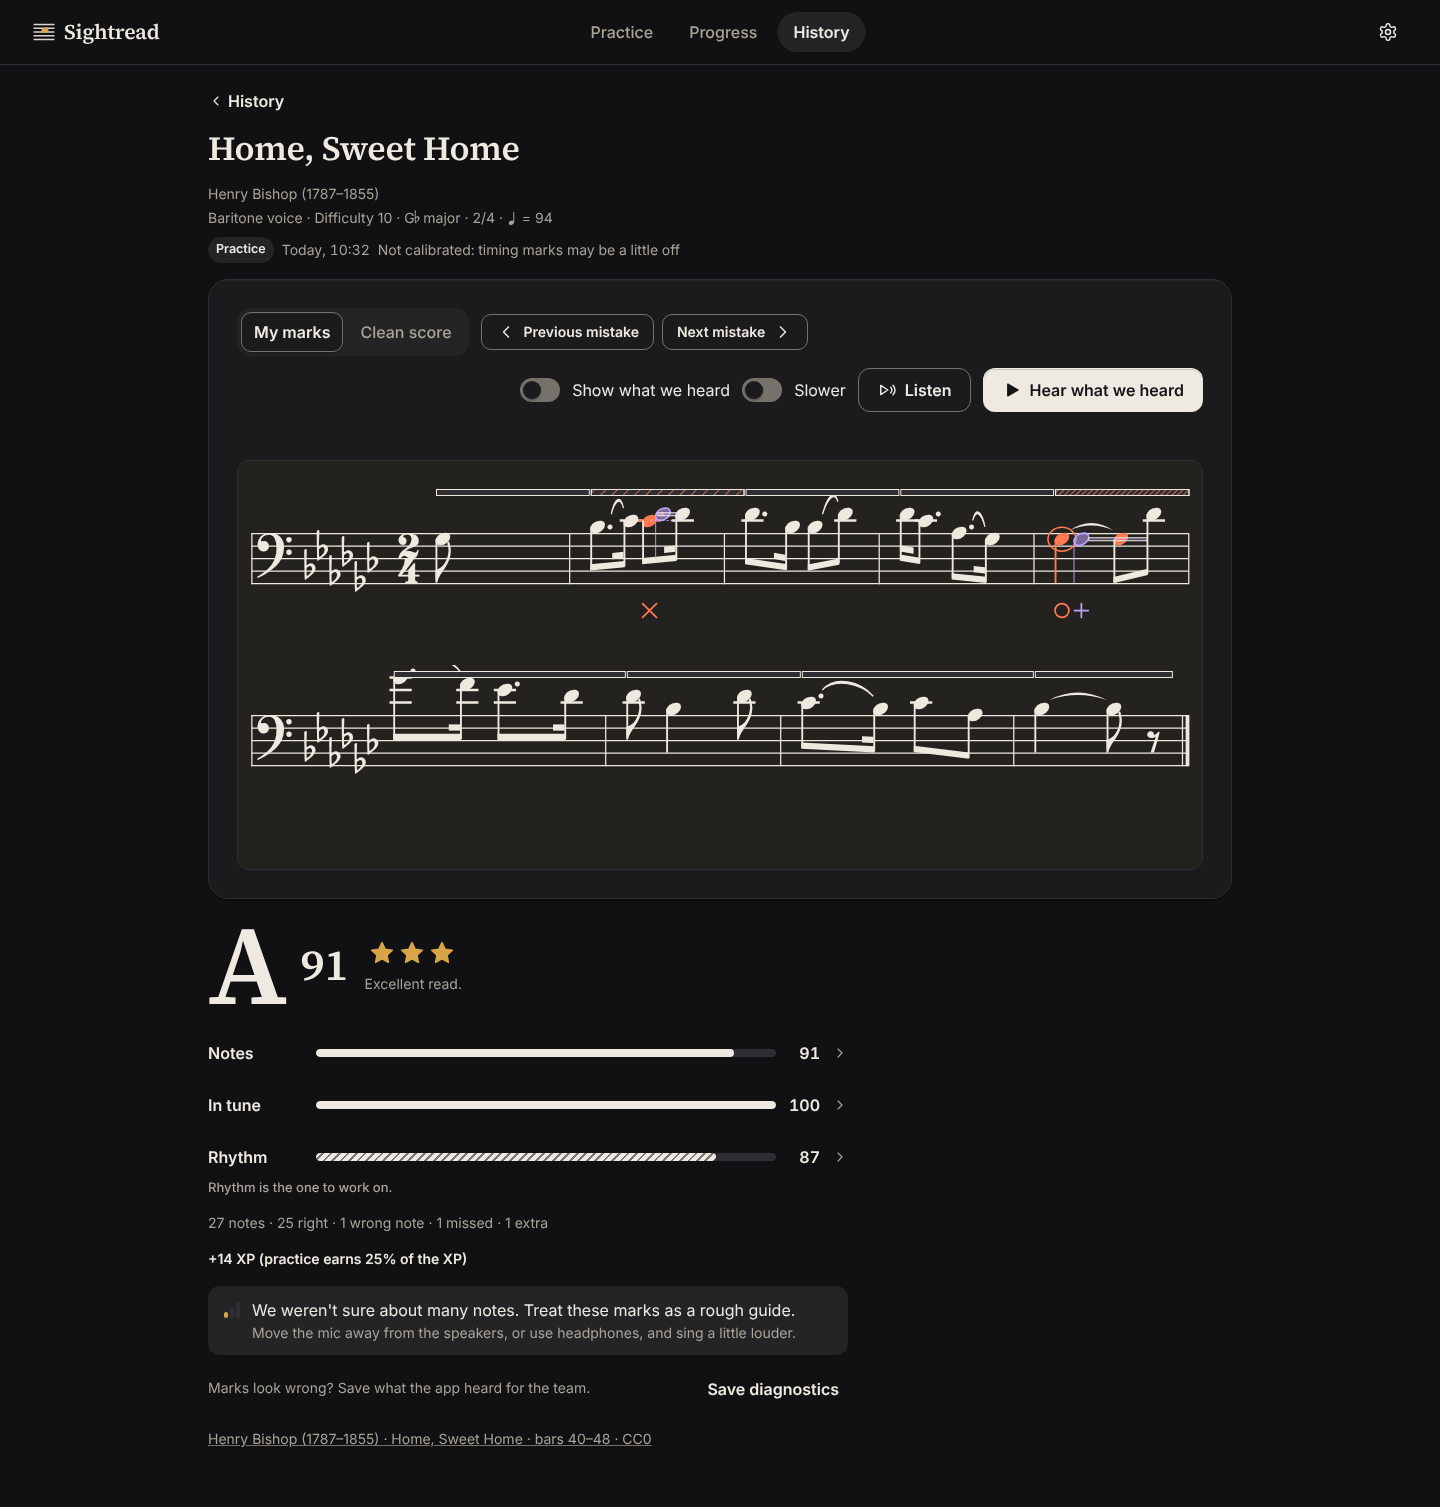 Sightread
Practice
Progress
History
History
Home, Sweet Home
Henry Bishop (1787–1855)
Baritone voice · Difficulty 10 · G♭ major · 2/4 · ♩ = 94
Practice Today, 10:32 Not calibrated: timing marks may be a little off
My marks
Clean score
Previous mistake
Next mistake
Show what we heard
Slower
Listen
Hear what we heard
2
4
A 91
Excellent read.
Notes 91
In tune 100
Rhythm 87
Rhythm is the one to work on.
27 notes · 25 right · 1 wrong note · 1 missed · 1 extra
+14 XP (practice earns 25% of the XP)
We weren't sure about many notes. Treat these marks as a rough guide.
Move the mic away from the speakers, or use headphones, and sing a little louder.
Marks look wrong? Save what the app heard for the team.
Save diagnostics
Henry Bishop (1787–1855) · Home, Sweet Home · bars 40–48 · CC0